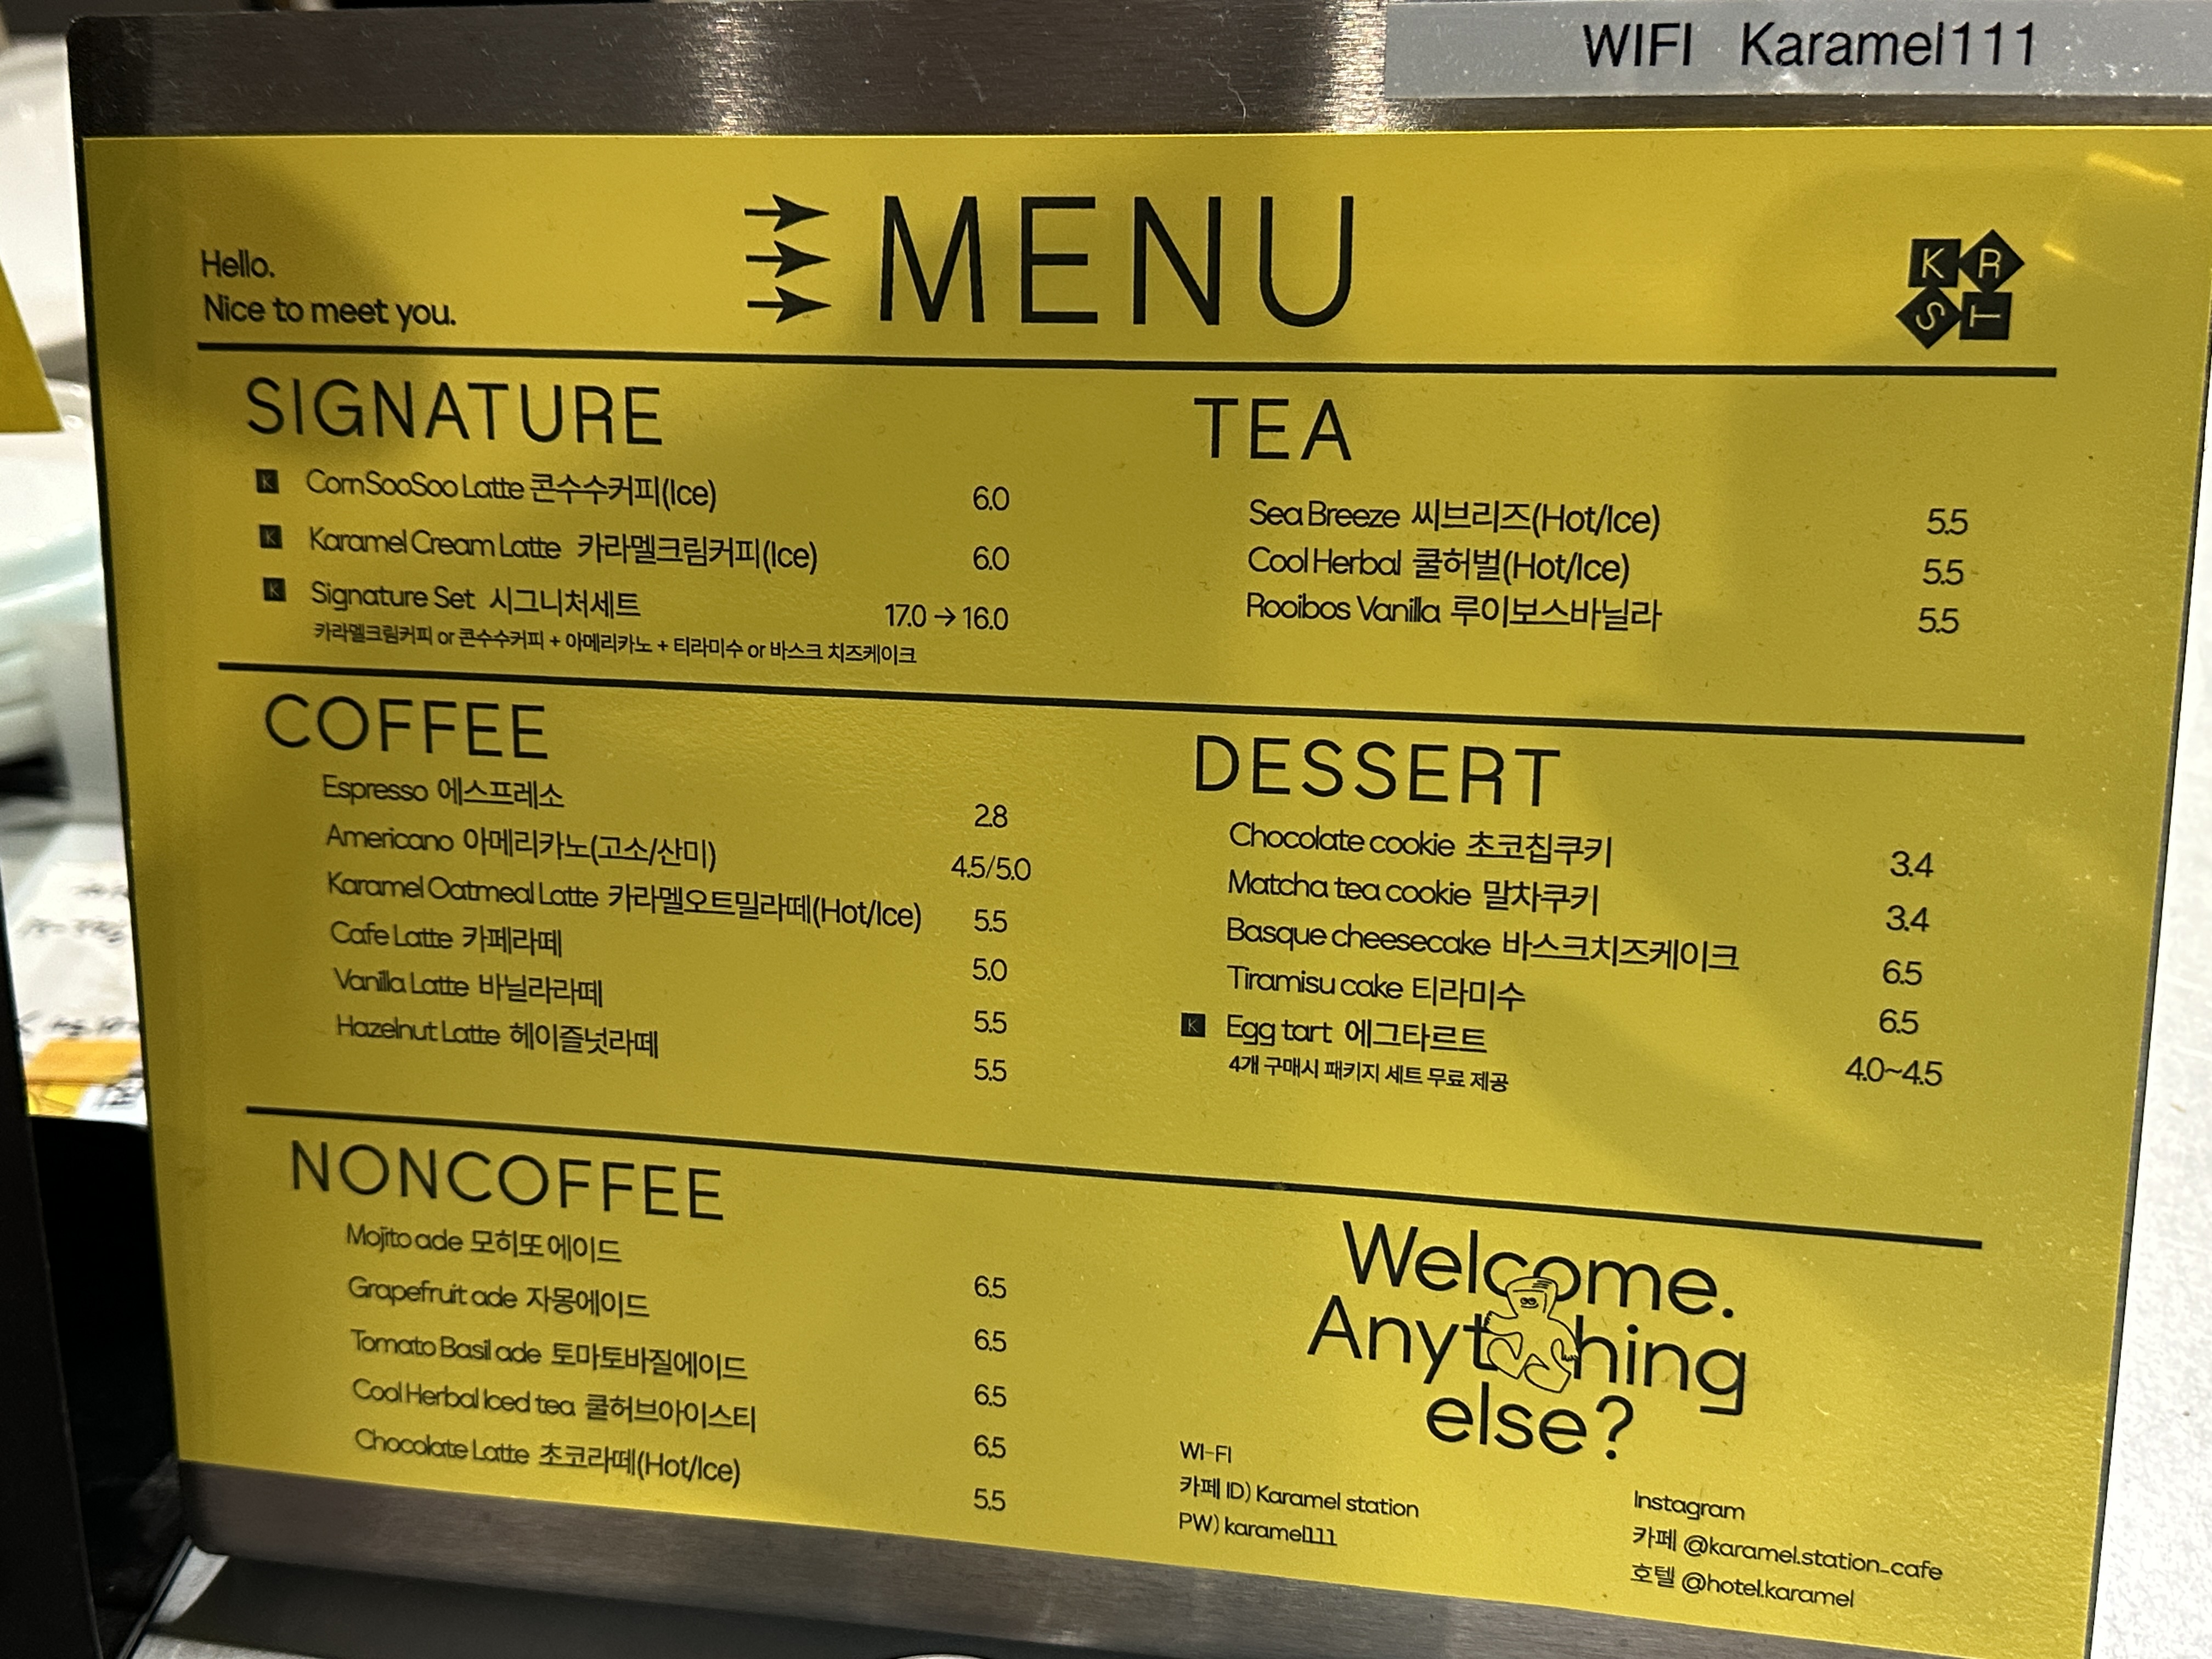 WIFI Karamel111
Hello.
Nice to meet you.
MENU
K R
S T
SIGNATURE
K CornSooSoo Latte 콘수수커피(Ice) 6.0
K Karamel Cream Latte 카라멜크림커피(Ice) 6.0
K Signature Set 시그니처세트 17.0 → 16.0
카라멜크림커피 or 콘수수커피 + 아메리카노 + 티라미수 or 바스크 치즈케이크
TEA
Sea Breeze 씨브리즈(Hot/Ice) 5.5
Cool Herbal 쿨허벌(Hot/Ice) 5.5
Rooibos Vanilla 루이보스바닐라 5.5
COFFEE
Espresso 에스프레소 2.8
Americano 아메리카노(고소/산미) 4.5/5.0
Karamel Oatmeal Latte 카라멜오트밀라떼(Hot/Ice) 5.5
Cafe Latte 카페라떼 5.0
Vanilla Latte 바닐라라떼 5.5
Hazelnut Latte 헤이즐넛라떼 5.5
DESSERT
Chocolate cookie 초코칩쿠키 3.4
Matcha tea cookie 말차쿠키 3.4
Basque cheesecake 바스크치즈케이크 6.5
Tiramisu cake 티라미수 6.5
K Egg tart 에그타르트 4.0~4.5
4개 구매시 패키지 세트 무료 제공
NONCOFFEE
Mojito ade 모히또에이드 6.5
Grapefruit ade 자몽에이드 6.5
Tomato Basil ade 토마토바질에이드 6.5
Cool Herbal Iced tea 쿨허브아이스티 6.5
Chocolate Latte 초코라떼(Hot/Ice) 5.5
Welcome.
Anything
else?
WI-FI
카페 ID) Karamel station
PW) karamel111
Instagram
카페 @karamel.station_cafe
호텔 @hotel.karamel